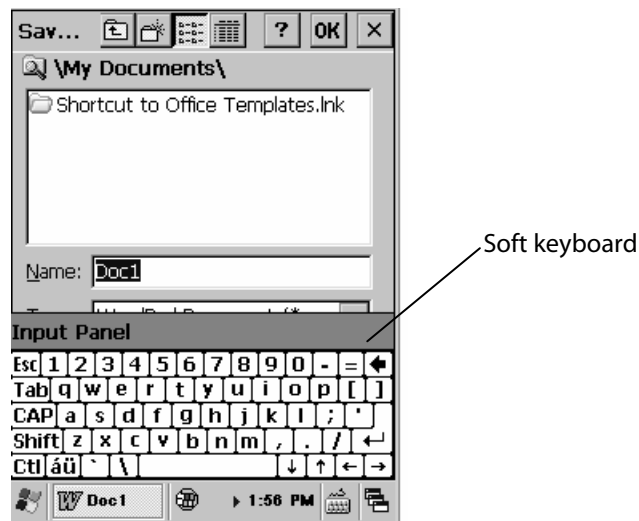 Sav... ? OK ×
\My Documents\
Shortcut to Office Templates.lnk
Soft keyboard
Name: Doc1
Input Panel
Esc 1 2 3 4 5 6 7 8 9 0 - =
Tab q w e r t y u i o p [ ]
CAP a s d f g h j k l ; '
Shift z x c v b n m , . /
Ctl áü ` \ ↓ ↑ ← →
W Doc1 1:56 PM